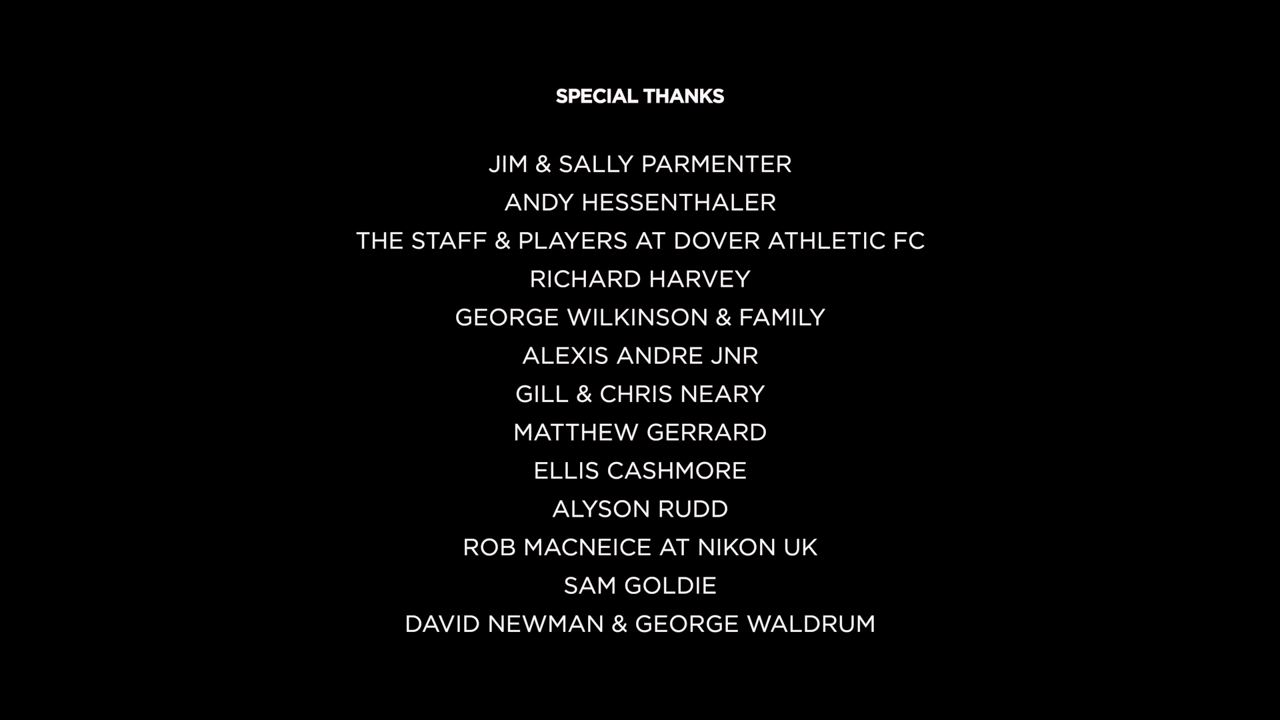 SPECIAL THANKS
JIM & SALLY PARMENTER
ANDY HESSENTHALER
THE STAFF & PLAYERS AT DOVER ATHLETIC FC
RICHARD HARVEY
GEORGE WILKINSON & FAMILY
ALEXIS ANDRE JNR
GILL & CHRIS NEARY
MATTHEW GERRARD
ELLIS CASHMORE
ALYSON RUDD
ROB MACNEICE AT NIKON UK
SAM GOLDIE
DAVID NEWMAN & GEORGE WALDRUM